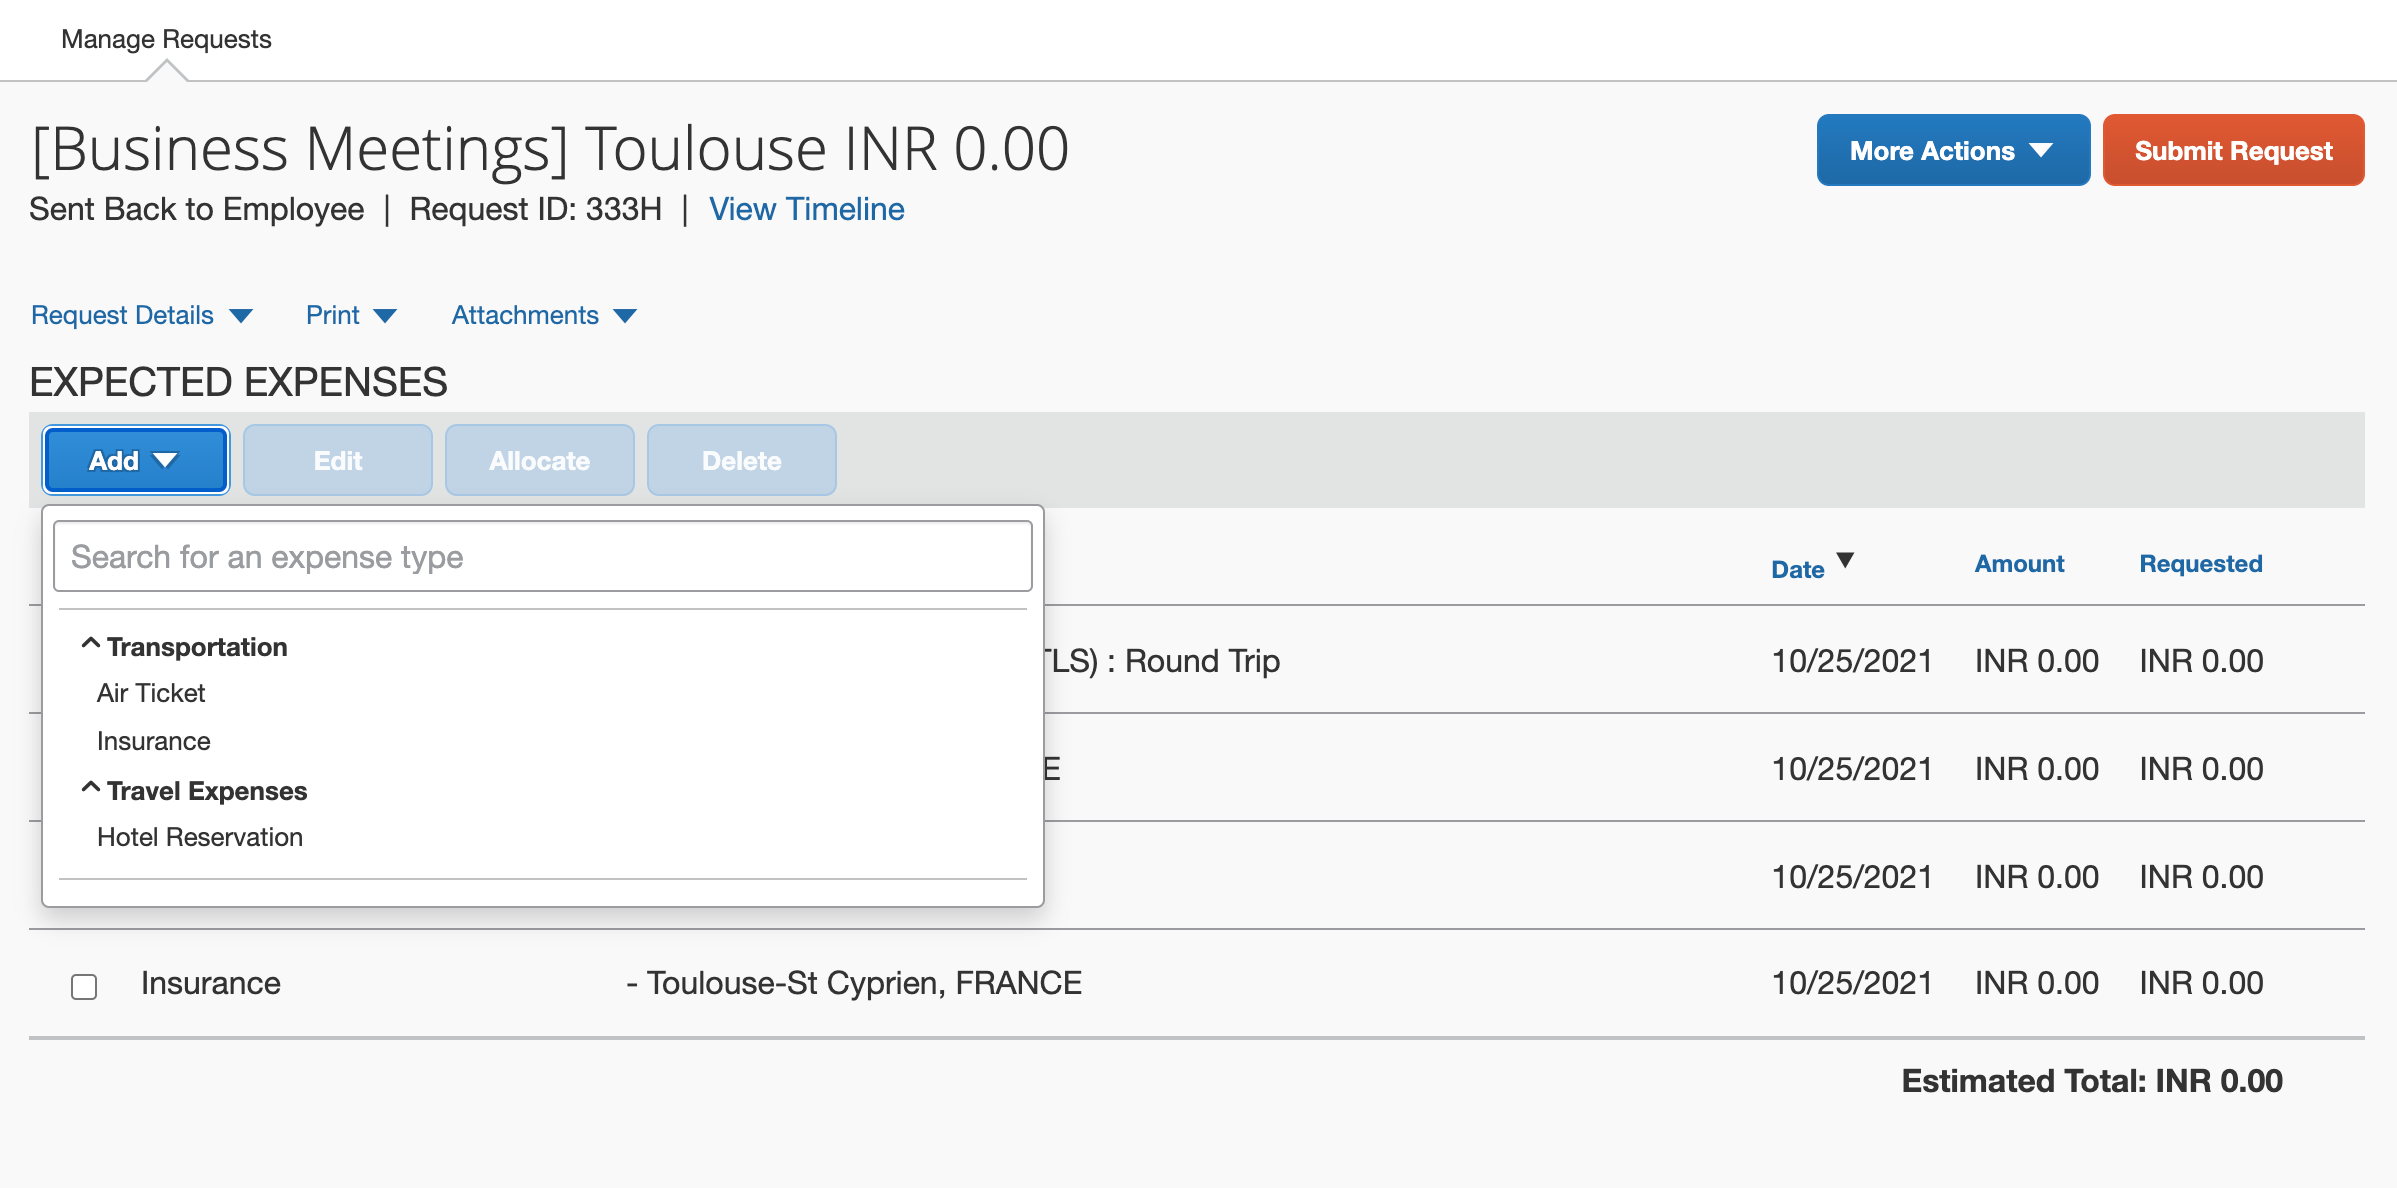 Manage Requests
[Business Meetings] Toulouse INR 0.00
More Actions
Submit Request
Sent Back to Employee | Request ID: 333H | View Timeline
Request Details
Print
Attachments
EXPECTED EXPENSES
Add
Edit
Allocate
Delete
Search for an expense type
Date
Amount
Requested
Transportation
Air Ticket
Insurance
Travel Expenses
Hotel Reservation
TLS) : Round Trip 10/25/2021 INR 0.00 INR 0.00
E 10/25/2021 INR 0.00 INR 0.00
10/25/2021 INR 0.00 INR 0.00
Insurance - Toulouse-St Cyprien, FRANCE 10/25/2021 INR 0.00 INR 0.00
Estimated Total: INR 0.00